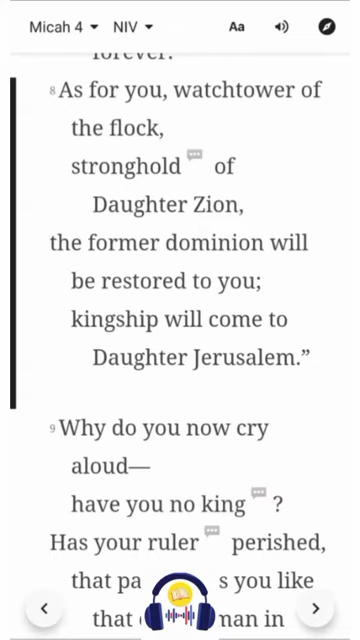 Micah 4 NIV Aa
forever.
8 As for you, watchtower of
the flock,
stronghold of
Daughter Zion,
the former dominion will
be restored to you;
kingship will come to
Daughter Jerusalem.”
9 Why do you now cry
aloud—
have you no king ?
Has your ruler perished,
that pa s you like
that man in